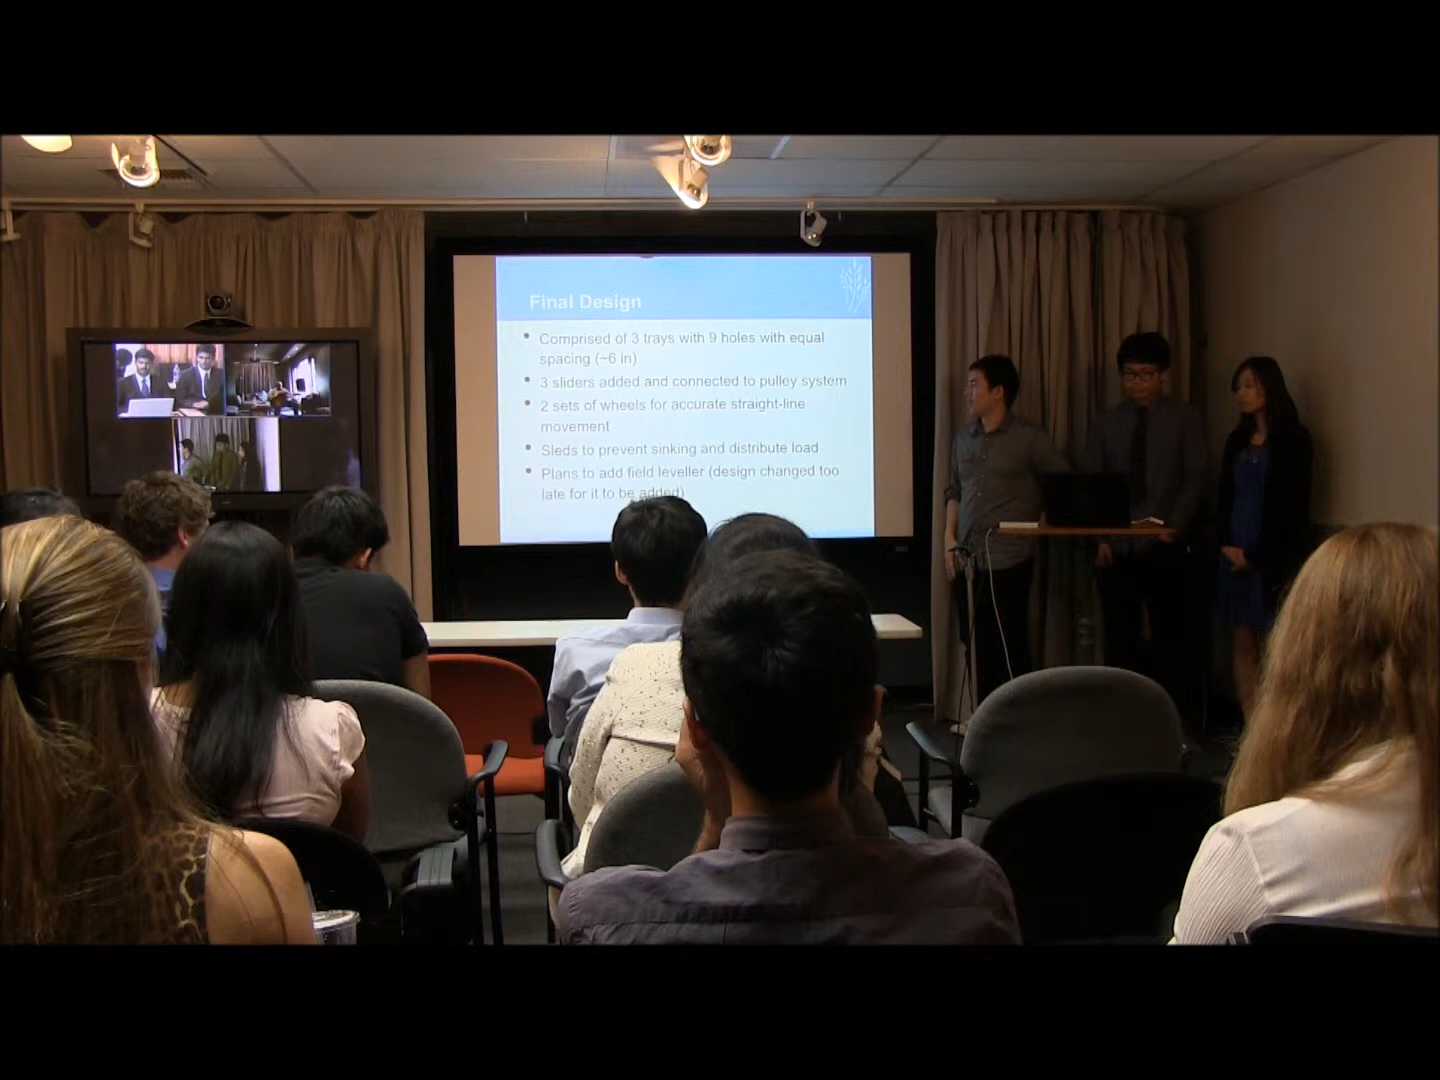 Final Design
• Comprised of 3 trays with 9 holes with equal
spacing (~6 in)
• 3 sliders added and connected to pulley system
• 2 sets of wheels for accurate straight-line
movement
• Sleds to prevent sinking and distribute load
• Plans to add field leveller (design changed too
late for it to be added)